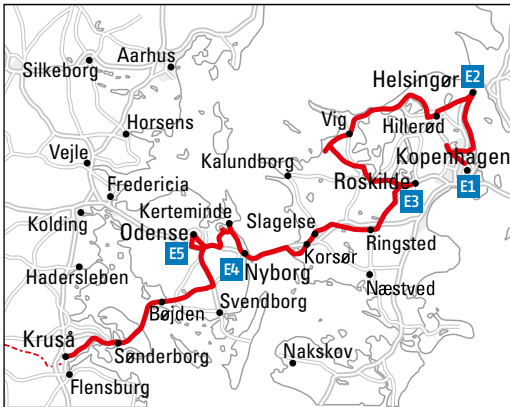 Aarhus
Silkeborg
Helsingør
E2
Horsens
Vig
Hillerød
Vejle
Kopenhagen
Kalundborg
Roskilde
E1
E3
Fredericia
Kerteminde
Slagelse
Kolding
Odense
Ringsted
E5
E4
Korsør
Nyborg
Hadersleben
Næstved
Bøjden
Svendborg
Kruså
Sønderborg
Nakskov
Flensburg